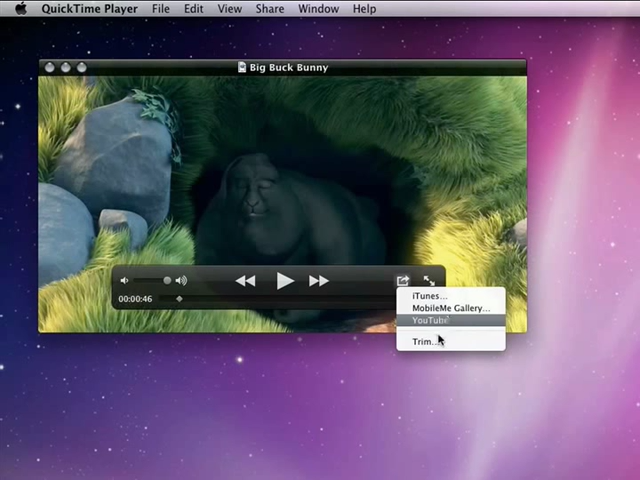 QuickTime Player File Edit View Share Window Help
Big Buck Bunny
00:00:46
iTunes...
MobileMe Gallery...
YouTube
Trim...